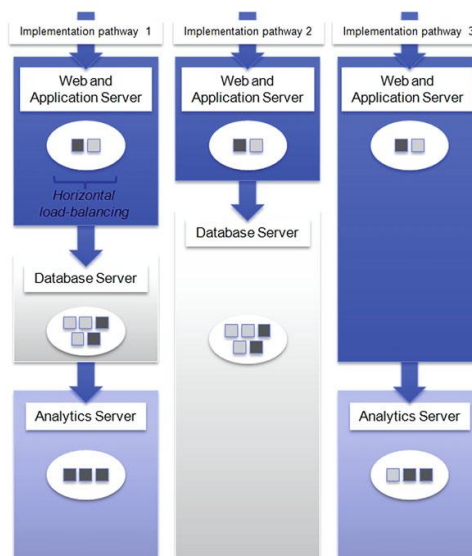 Implementation pathway 1
Web and
Application Server
Horizontal
load-balancing
Database Server
Analytics Server
Implementation pathway 2
Web and
Application Server
Database Server
Implementation pathway 3
Web and
Application Server
Analytics Server